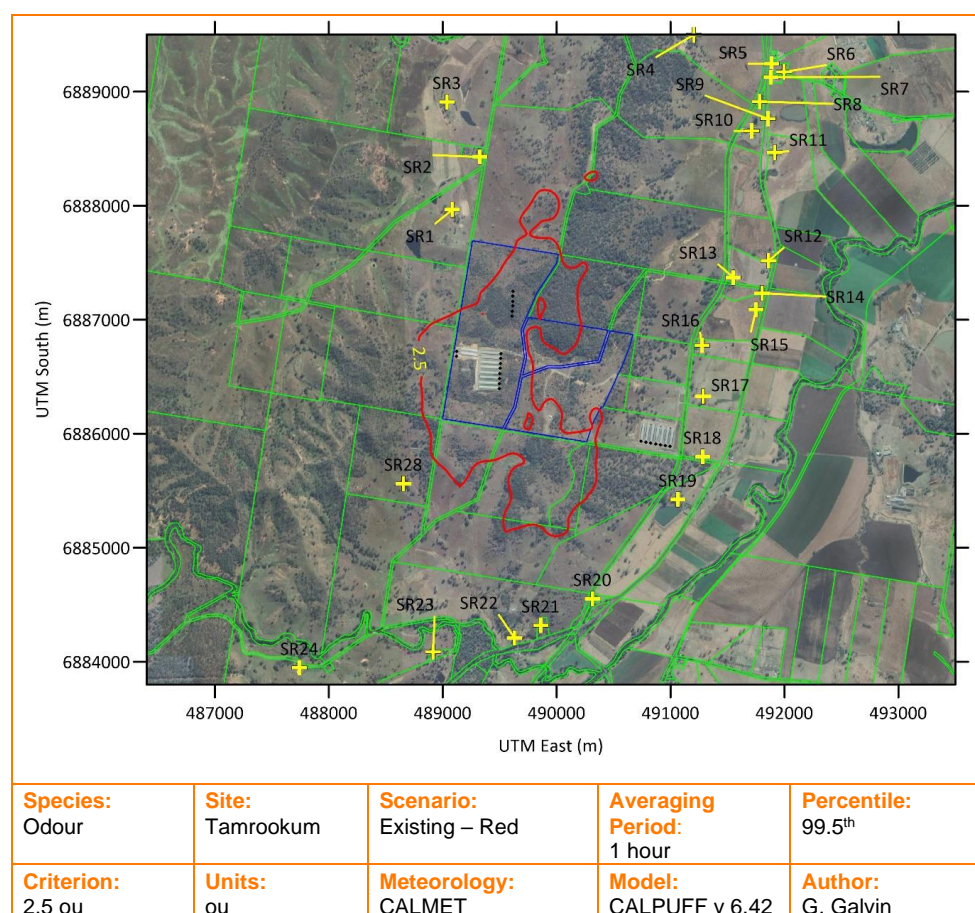 SR5
SR6
SR4
SR9
SR7
SR3
6889000
SR8
SR10
SR11
SR2
6888000
SR1
SR13
SR12
SR14
6887000
SR16
SR15
2.5
UTM South (m)
SR17
6886000
SR18
SR28
SR19
6885000
SR20
SR23
SR22
SR21
SR24
6884000
487000 488000 489000 490000 491000 492000 493000
UTM East (m)
Species: Site: Scenario: Averaging Percentile:
Odour Tamrookum Existing – Red Period: 99.5th
1 hour
Criterion: Units: Meteorology: Model: Author:
2.5 ou ou CALMET CALPUFF v 6.42 G. Galvin